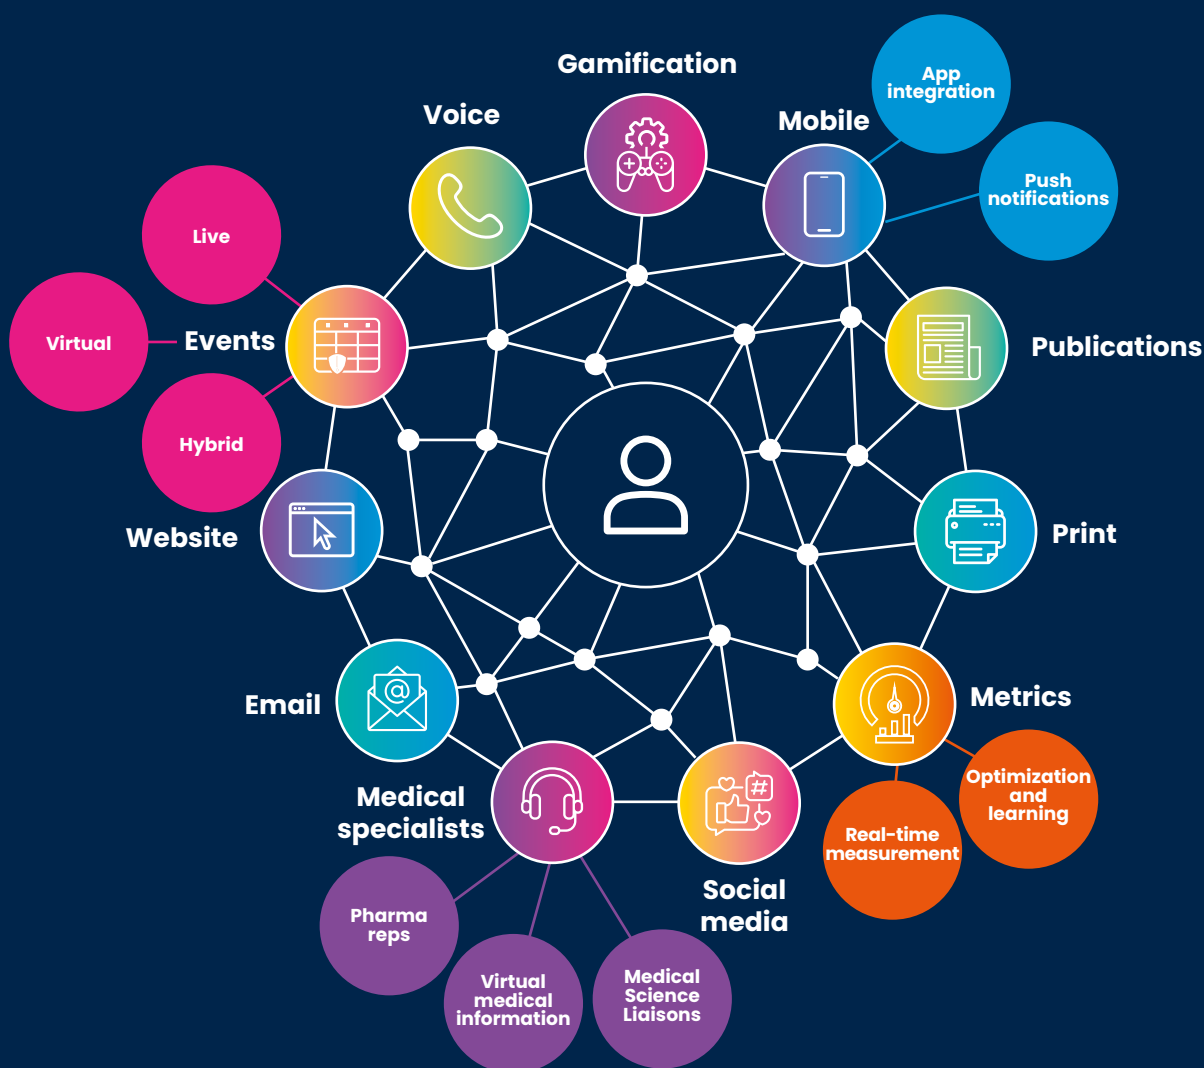 Gamification
App
integration
Voice
Mobile
Push
notifications
Live
Virtual
Events
Publications
Hybrid
Website
Print
@
Email
Metrics
Medical
specialists
#
Optimization
and
learning
Real-time
measurement
Social
media
Pharma
reps
Virtual
medical
information
Medical
Science
Liaisons